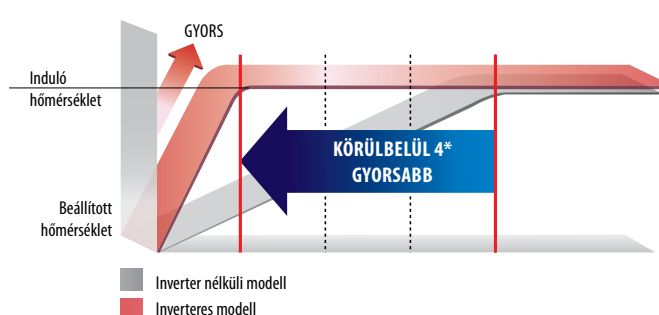 GYORS
Induló
hőmérséklet
KÖRÜLBELÜL 4*
GYORSABB
Beállított
hőmérséklet
Inverter nélküli modell
Inverteres modell